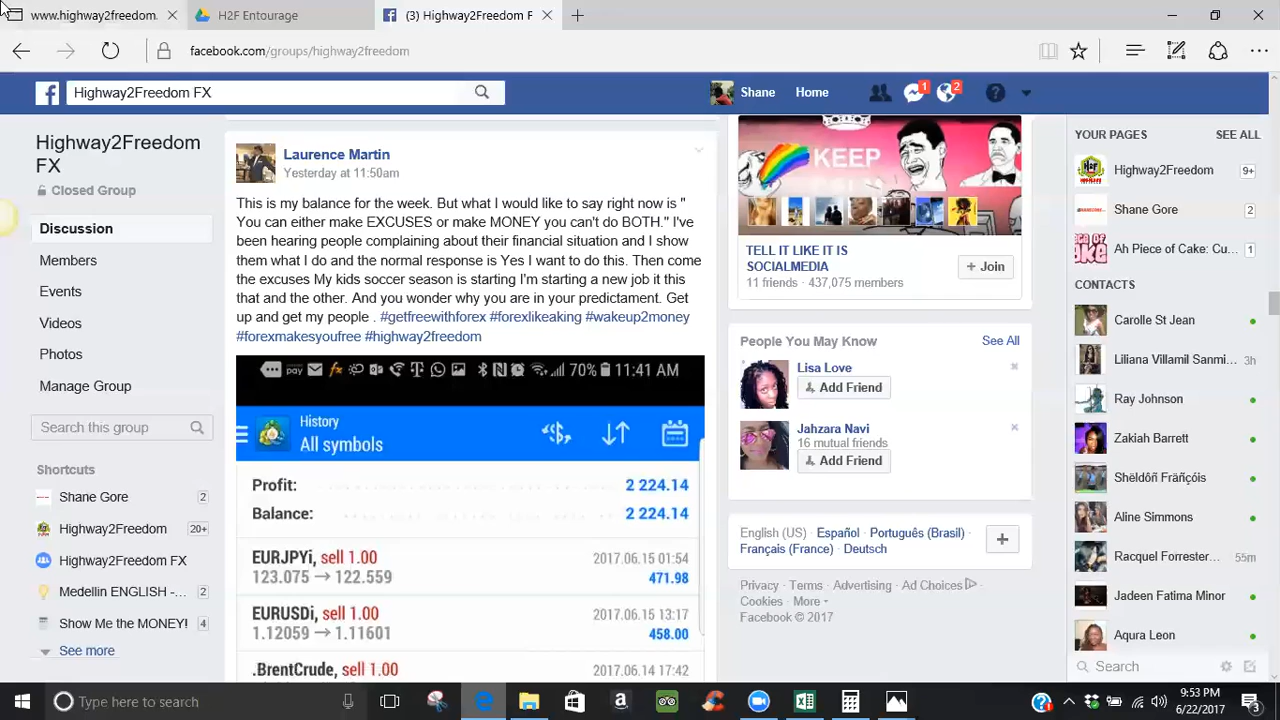 www.highway2freedom.
H2F Entourage
(3) Highway2Freedom F
facebook.com/groups/highway2freedom
Highway2Freedom FX
Shane
Home
1
2
Highway2Freedom
FX
Closed Group
Discussion
Members
Events
Videos
Photos
Manage Group
Search this group
Shortcuts
Shane Gore 2
Highway2Freedom 20+
Highway2Freedom FX
Medellin ENGLISH -... 2
Show Me the MONEY! 4
See more
Laurence Martin
Yesterday at 11:50am
This is my balance for the week. But what I would like to say right now is "
You can either make EXCUSES or make MONEY you can't do BOTH." I've
been hearing people complaining about their financial situation and I show
them what I do and the normal response is Yes I want to do this. Then come
the excuses My kids soccer season is starting I'm starting a new job it this
that and the other. And you wonder why you are in your predictament. Get
up and get my people . #getfreewithforex #forexlikeaking #wakeup2money
#forexmakesyoufree #highway2freedom
pay 70% 11:41 AM
History
All symbols
Profit: 2 224.14
Balance: 2 224.14
EURJPYi, sell 1.00 2017.06.15 01:54
123.075 → 122.559 471.98
EURUSDi, sell 1.00 2017.06.15 13:17
1.12059 → 1.11601 458.00
.BrentCrude, sell 1.00 2017.06.14 17:42
KEEP
TELL IT LIKE IT IS
SOCIALMEDIA
11 friends · 437,075 members
+ Join
People You May Know See All
Lisa Love
Add Friend
Jahzara Navi
16 mutual friends
Add Friend
English (US) · Español · Português (Brasil) ·
Français (France) · Deutsch
Privacy · Terms · Advertising · Ad Choices ·
Cookies · More
Facebook © 2017
YOUR PAGES SEE ALL
Highway2Freedom 9+
Shane Gore 2
Ah Piece of Cake: Cu... 1
CONTACTS
Carolle St Jean
Liliana Villamil Sanmi... 3h
Ray Johnson
Zakiah Barrett
Shëldôñ Fräñçóis
Aline Simmons
Racquel Forrester... 55m
Jadeen Fatima Minor
Aqura Leon
Search
Type here to search
9:53 PM
6/22/2017
3